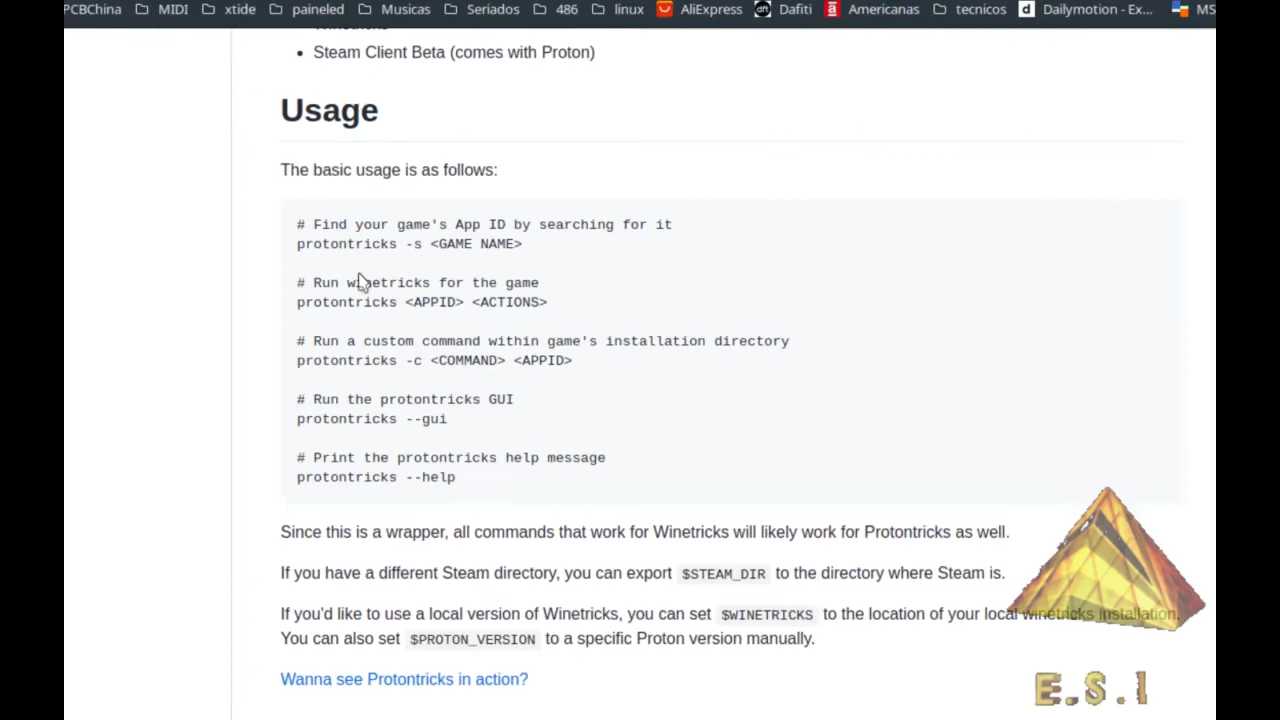 PCBChina MIDI xtide paineled Musicas Seriados 486 linux AliExpress Dafiti Americanas tecnicos Dailymotion - Ex... MS
Winetricks
Steam Client Beta (comes with Proton)
Usage
The basic usage is as follows:
# Find your game's App ID by searching for it
protontricks -s <GAME NAME>
# Run winetricks for the game
protontricks <APPID> <ACTIONS>
# Run a custom command within game's installation directory
protontricks -c <COMMAND> <APPID>
# Run the protontricks GUI
protontricks --gui
# Print the protontricks help message
protontricks --help
Since this is a wrapper, all commands that work for Winetricks will likely work for Protontricks as well.
If you have a different Steam directory, you can export $STEAM_DIR to the directory where Steam is.
If you'd like to use a local version of Winetricks, you can set $WINETRICKS to the location of your local winetricks installation.
You can also set $PROTON_VERSION to a specific Proton version manually.
Wanna see Protontricks in action?
E.S.I